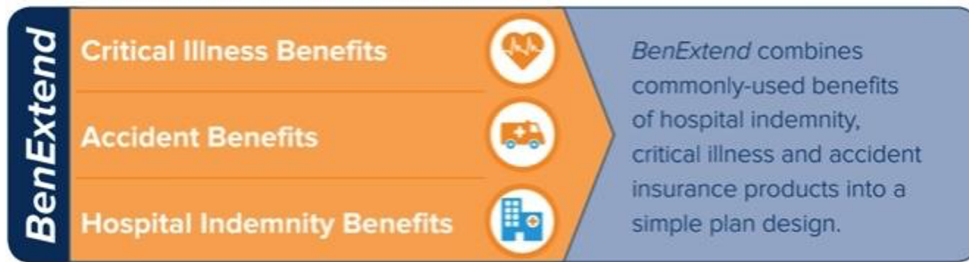 BenExtend
Critical Illness Benefits
Accident Benefits
Hospital Indemnity Benefits
BenExtend combines
commonly-used benefits
of hospital indemnity,
critical illness and accident
insurance products into a
simple plan design.